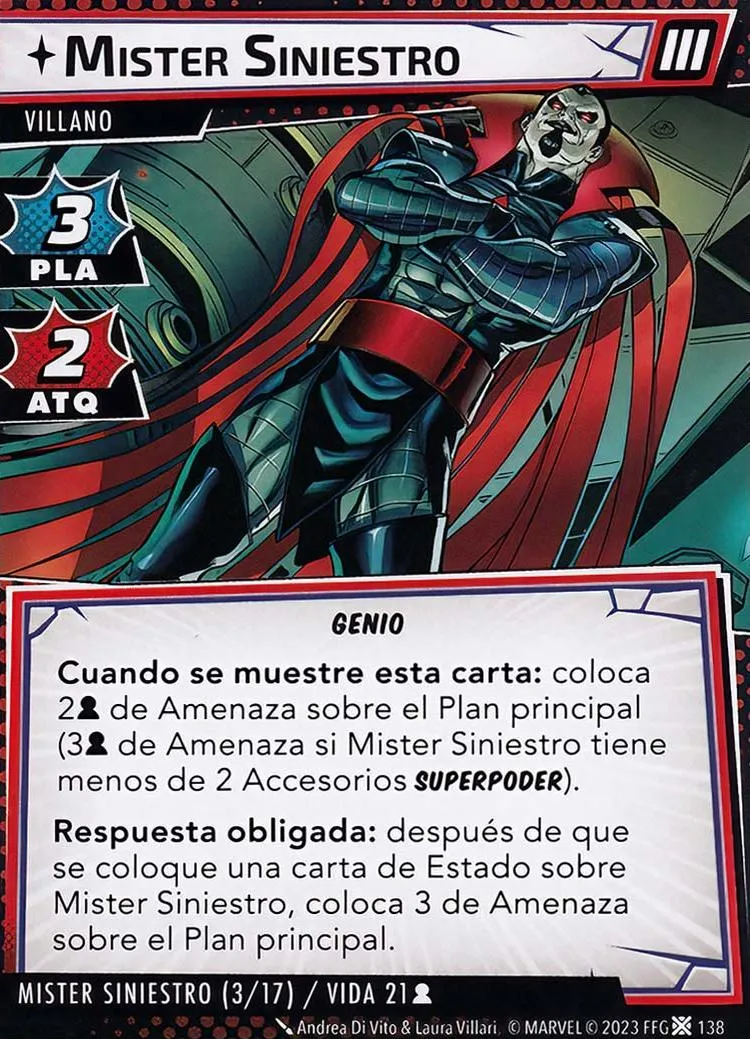 MISTER SINIESTRO
III
VILLANO
3
PLA
2
ATQ
GENIO
Cuando se muestre esta carta: coloca
2 de Amenaza sobre el Plan principal
(3 de Amenaza si Mister Siniestro tiene
menos de 2 Accesorios SUPERPODER).
Respuesta obligada: después de que
se coloque una carta de Estado sobre
Mister Siniestro, coloca 3 de Amenaza
sobre el Plan principal.
MISTER SINIESTRO (3/17) / VIDA 21
Andrea Di Vito & Laura Villari. © MARVEL © 2023 FFG 138